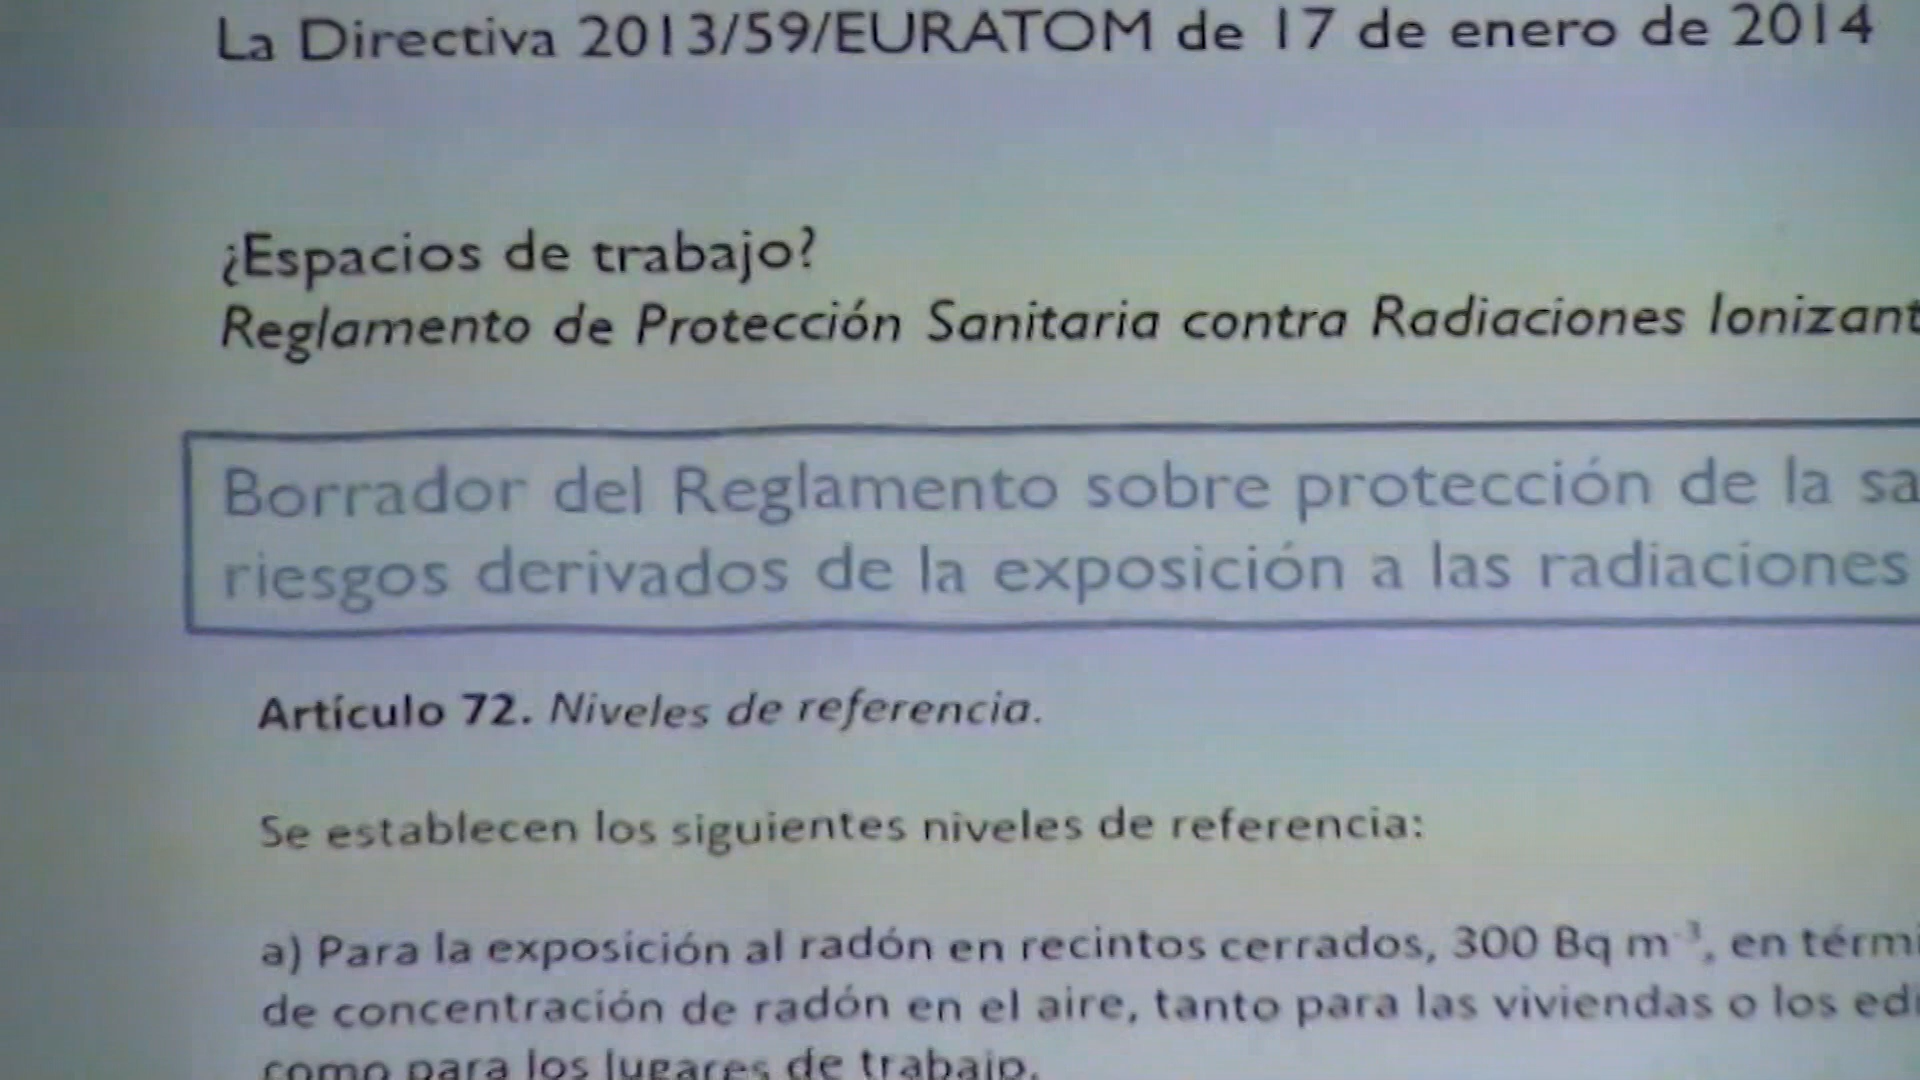 La Directiva 2013/59/EURATOM de 17 de enero de 2014
¿Espacios de trabajo?
Reglamento de Protección Sanitaria contra Radiaciones Ionizant
Borrador del Reglamento sobre protección de la sa
riesgos derivados de la exposición a las radiaciones
Artículo 72. Niveles de referencia.
Se establecen los siguientes niveles de referencia:
a) Para la exposición al radón en recintos cerrados, 300 Bq m⁻³, en térmi
de concentración de radón en el aire, tanto para las viviendas o los edi
como para los lugares de trabajo.